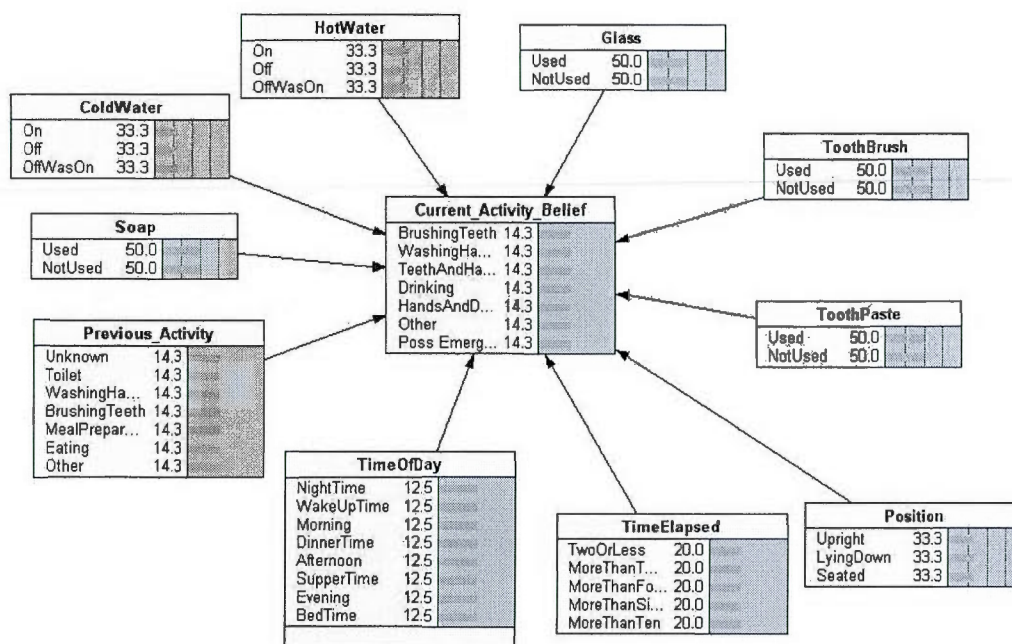 HotWater
On 33.3
Off 33.3
OffWasOn 33.3
Glass
Used 50.0
NotUsed 50.0
ColdWater
On 33.3
Off 33.3
OffWasOn 33.3
ToothBrush
Used 50.0
NotUsed 50.0
Current_Activity_Belief
BrushingTeeth 14.3
WashingHa... 14.3
TeethAndHa... 14.3
Drinking 14.3
HandsAndD... 14.3
Other 14.3
Poss Emerg... 14.3
Soap
Used 50.0
NotUsed 50.0
ToothPaste
Used 50.0
NotUsed 50.0
Previous_Activity
Unknown 14.3
Toilet 14.3
WashingHa... 14.3
BrushingTeeth 14.3
MealPrepar... 14.3
Eating 14.3
Other 14.3
TimeOfDay
NightTime 12.5
WakeUpTime 12.5
Morning 12.5
DinnerTime 12.5
Afternoon 12.5
SupperTime 12.5
Evening 12.5
BedTime 12.5
TimeElapsed
TwoOrLess 20.0
MoreThanT... 20.0
MoreThanFo... 20.0
MoreThanSi... 20.0
MoreThanTen 20.0
Position
Upright 33.3
LyingDown 33.3
Seated 33.3